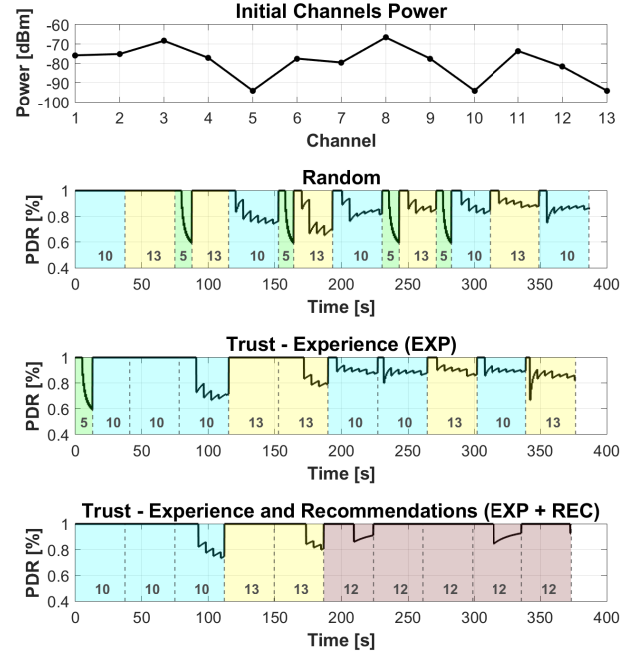 Initial Channels Power
Power [dBm]
-60
-70
-80
-90
-100
1 2 3 4 5 6 7 8 9 10 11 12 13
Channel
Random
PDR [%]
1
0.8
0.6
0.4
10 13 5 13 10 5 13 10 5 13 5 10 13 10
0 50 100 150 200 250 300 350 400
Time [s]
Trust - Experience (EXP)
PDR [%]
1
0.8
0.6
0.4
5 10 10 10 13 13 10 10 13 10 13
0 50 100 150 200 250 300 350 400
Time [s]
Trust - Experience and Recommendations (EXP + REC)
PDR [%]
1
0.8
0.6
0.4
10 10 10 13 13 12 12 12 12 12
0 50 100 150 200 250 300 350 400
Time [s]